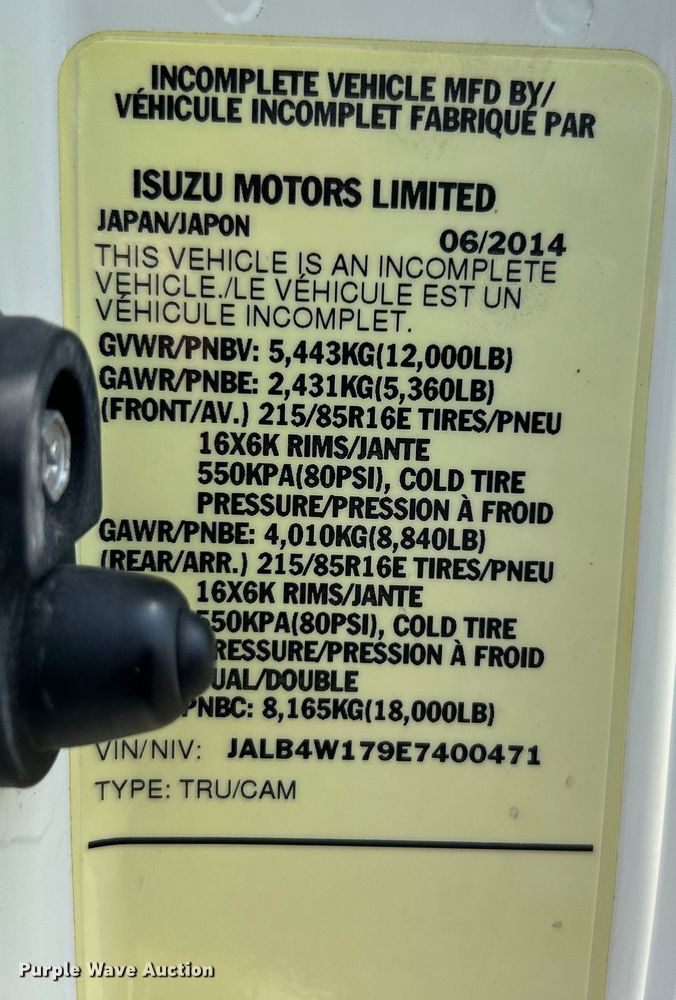 INCOMPLETE VEHICLE MFD BY/
VÉHICULE INCOMPLET FABRIQUÉ PAR
ISUZU MOTORS LIMITED
JAPAN/JAPON 06/2014
THIS VEHICLE IS AN INCOMPLETE
VEHICLE./LE VÉHICULE EST UN
VÉHICULE INCOMPLET.
GVWR/PNBV: 5,443KG(12,000LB)
GAWR/PNBE: 2,431KG(5,360LB)
(FRONT/AV.) 215/85R16E TIRES/PNEU
16X6K RIMS/JANTE
550KPA(80PSI), COLD TIRE
PRESSURE/PRESSION À FROID
GAWR/PNBE: 4,010KG(8,840LB)
(REAR/ARR.) 215/85R16E TIRES/PNEU
16X6K RIMS/JANTE
550KPA(80PSI), COLD TIRE
RESSURE/PRESSION À FROID
UAL/DOUBLE
PNBC: 8,165KG(18,000LB)
VIN/NIV: JALB4W179E7400471
TYPE: TRU/CAM
Purple Wave Auction